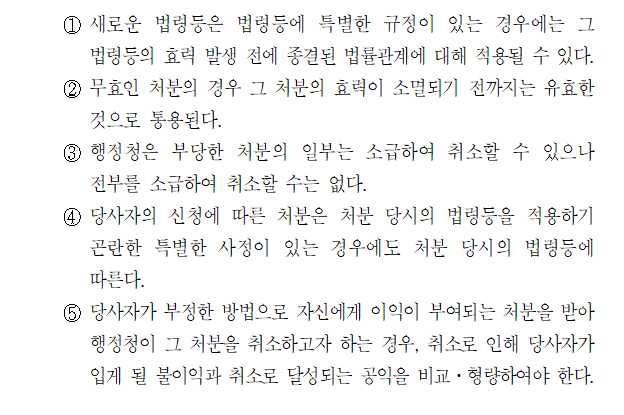 ① 새로운 법령등은 법령등에 특별한 규정이 있는 경우에는 그
법령등의 효력 발생 전에 종결된 법률관계에 대해 적용될 수 있다.
② 무효인 처분의 경우 그 처분의 효력이 소멸되기 전까지는 유효한
것으로 통용된다.
③ 행정청은 부당한 처분의 일부는 소급하여 취소할 수 있으나
전부를 소급하여 취소할 수는 없다.
④ 당사자의 신청에 따른 처분은 처분 당시의 법령등을 적용하기
곤란한 특별한 사정이 있는 경우에도 처분 당시의 법령등에
따른다.
⑤ 당사자가 부정한 방법으로 자신에게 이익이 부여되는 처분을 받아
행정청이 그 처분을 취소하고자 하는 경우, 취소로 인해 당사자가
입게 될 불이익과 취소로 달성되는 공익을 비교・형량하여야 한다.